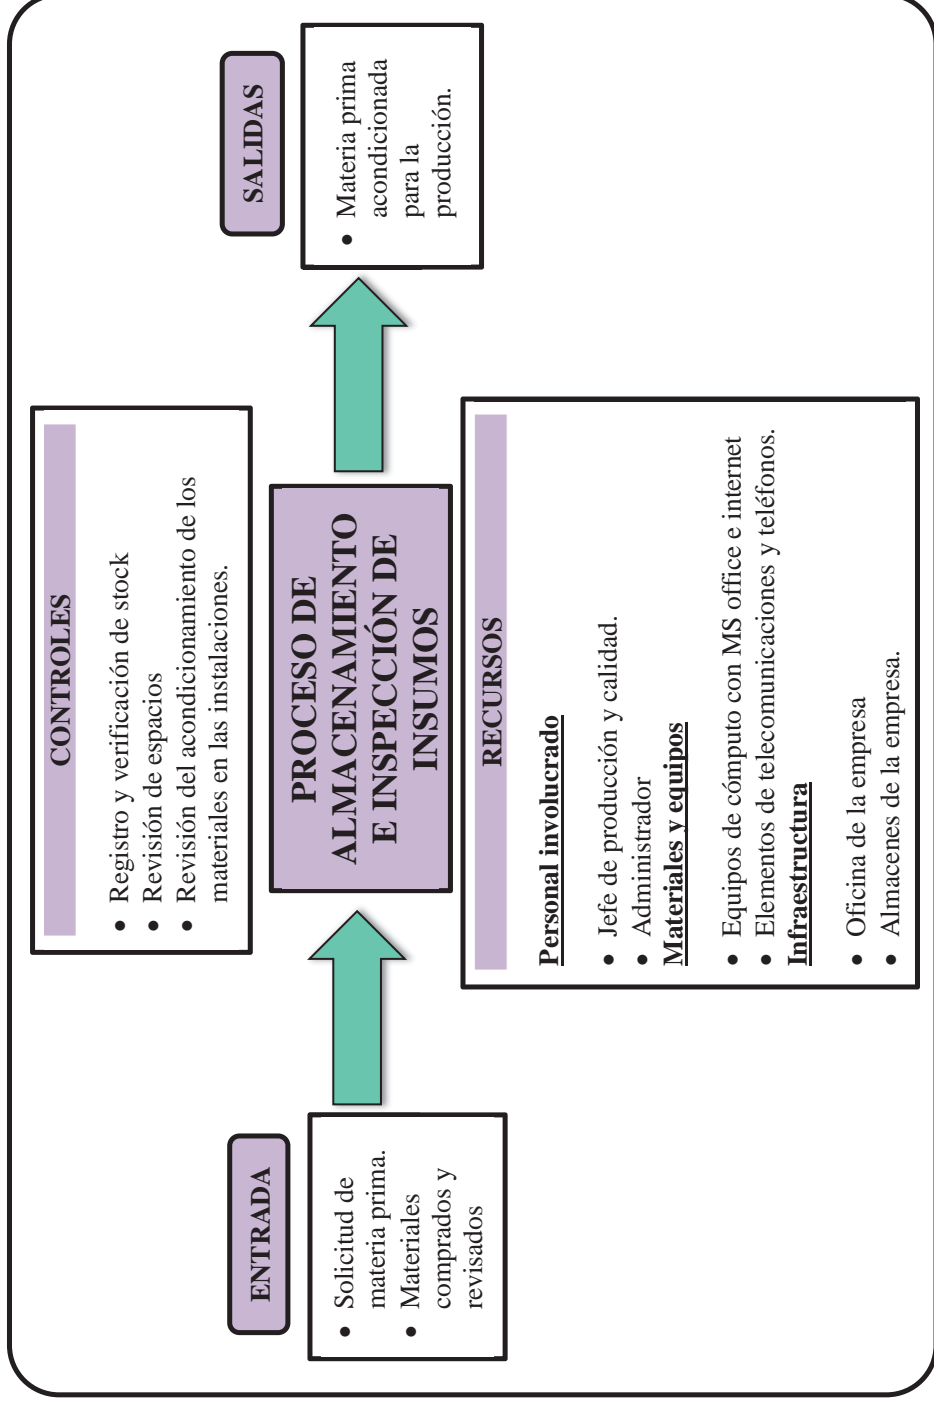 CONTROLES
• Registro y verificación de stock
• Revisión de espacios
• Revisión del acondicionamiento de los
materiales en las instalaciones.
ENTRADA
• Solicitud de
materia prima.
• Materiales
comprados y
revisados
PROCESO DE
ALMACENAMIENTO
E INSPECCIÓN DE
INSUMOS
SALIDAS
• Materia prima
acondicionada
para la
producción.
RECURSOS
Personal involucrado
• Jefe de producción y calidad.
• Administrador
Materiales y equipos
• Equipos de cómputo con MS office e internet
• Elementos de telecomunicaciones y teléfonos.
Infraestructura
• Oficina de la empresa
• Almacenes de la empresa.